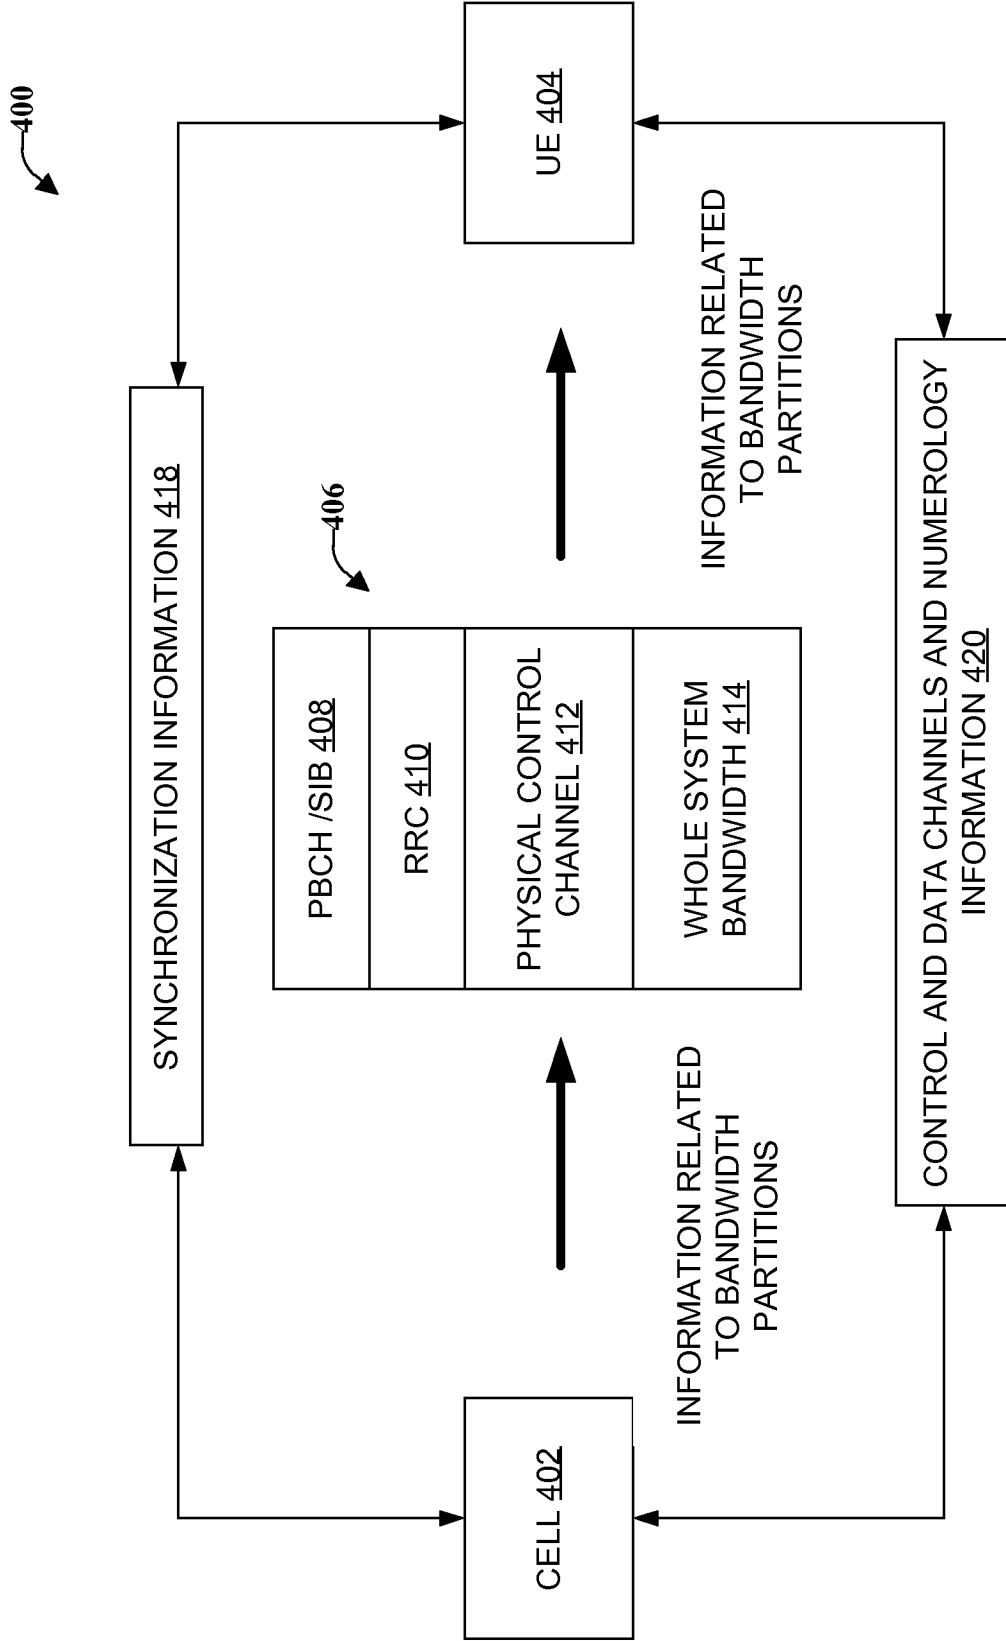 400
SYNCHRONIZATION INFORMATION 418
406
PBCH /SIB 408
RRC 410
PHYSICAL CONTROL
CHANNEL 412
WHOLE SYSTEM
BANDWIDTH 414
CELL 402
UE 404
INFORMATION RELATED
TO BANDWIDTH
PARTITIONS
INFORMATION RELATED
TO BANDWIDTH
PARTITIONS
CONTROL AND DATA CHANNELS AND NUMEROLOGY
INFORMATION 420